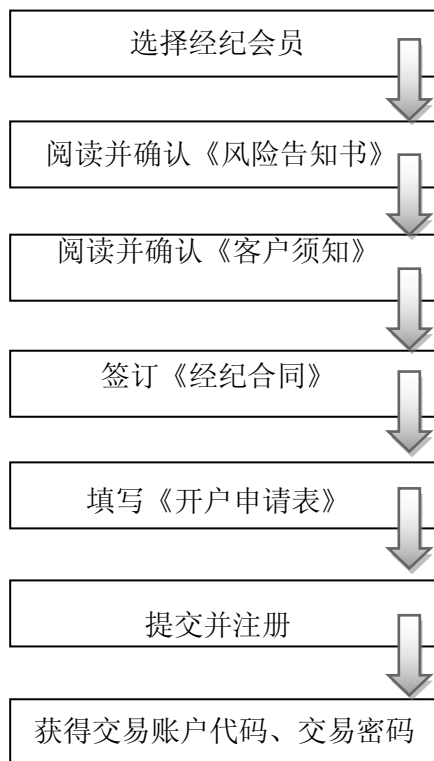 选择经纪会员
阅读并确认《风险告知书》
阅读并确认《客户须知》
签订《经纪合同》
填写《开户申请表》
提交并注册
获得交易账户代码、交易密码